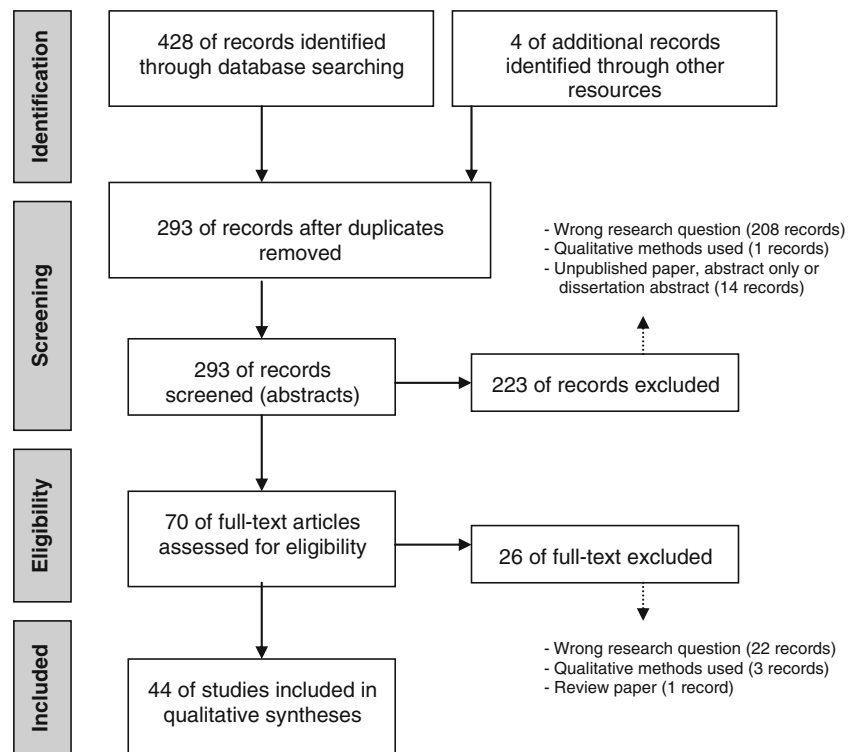 Identification
428 of records identified
through database searching
4 of additional records
identified through other
resources
Screening
293 of records after duplicates
removed
- Wrong research question (208 records)
- Qualitative methods used (1 records)
- Unpublished paper, abstract only or
dissertation abstract (14 records)
293 of records
screened (abstracts)
223 of records excluded
Eligibility
70 of full-text articles
assessed for eligibility
26 of full-text excluded
- Wrong research question (22 records)
- Qualitative methods used (3 records)
- Review paper (1 record)
Included
44 of studies included in
qualitative syntheses